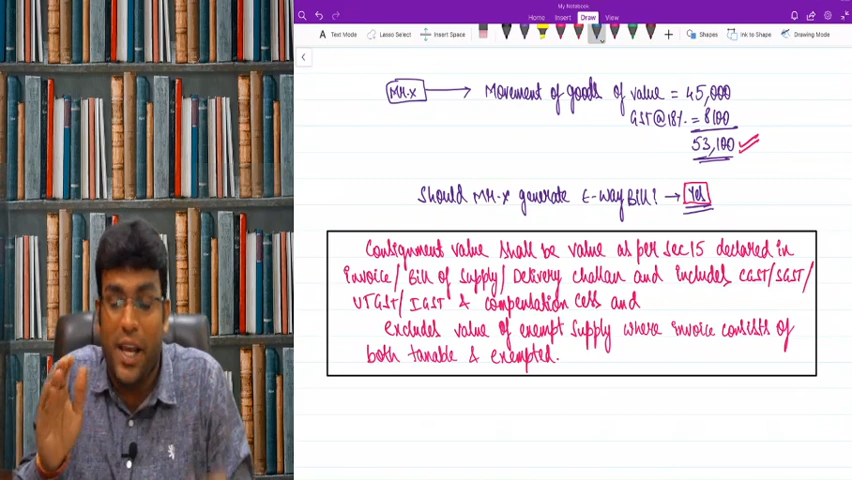 My Notebook
Home Insert Draw View
Text Mode Lasso Select Insert Space Shapes Ink to Shape Drawing Mode
MR.X → Movement of goods of value = 45,000
GST@18%. = 8100
53,100
Should MR.X generate E-Way Bill? → Yes
Consignment value shall be value as per sec 15 declared in
invoice/ Bill of Supply/ Delivery challan and includes CGST/SGST/
UTGST/ IGST & compensation cess and
excludes value of exempt supply where invoice consists of
both taxable & exempted.